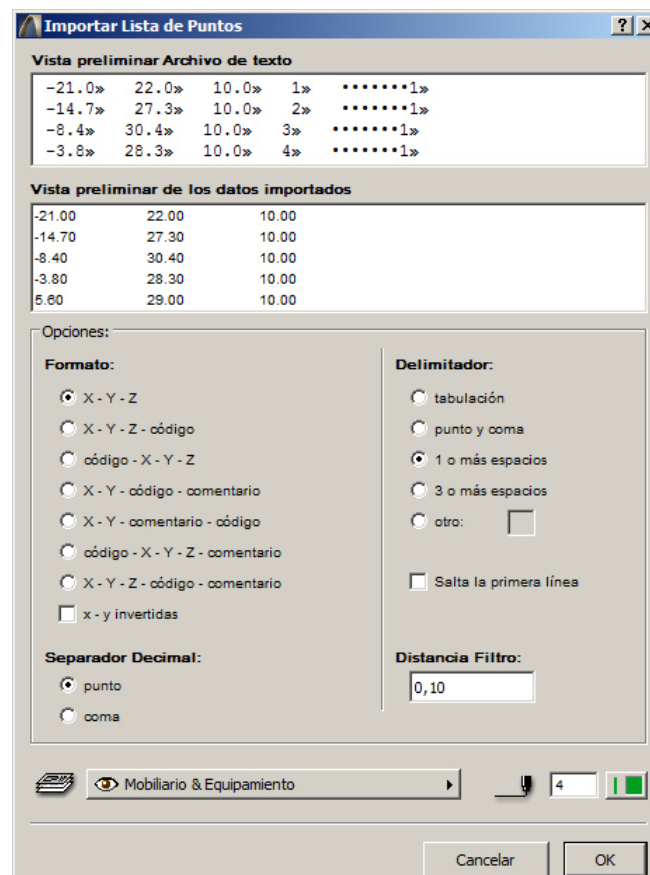 Importar Lista de Puntos
Vista preliminar Archivo de texto
-21.0» 22.0» 10.0» 1» •••••••1»
-14.7» 27.3» 10.0» 2» •••••••1»
-8.4» 30.4» 10.0» 3» •••••••1»
-3.8» 28.3» 10.0» 4» •••••••1»
Vista preliminar de los datos importados
-21.00 22.00 10.00
-14.70 27.30 10.00
-8.40 30.40 10.00
-3.80 28.30 10.00
5.60 29.00 10.00
Opciones:
Formato:
X - Y - Z
X - Y - Z - código
código - X - Y - Z
X - Y - código - comentario
X - Y - comentario - código
código - X - Y - Z - comentario
X - Y - Z - código - comentario
x - y invertidas
Separador Decimal:
punto
coma
Delimitador:
tabulación
punto y coma
1 o más espacios
3 o más espacios
otro:
Salta la primera línea
Distancia Filtro:
0,10
Mobiliario & Equipamiento
4
Cancelar
OK